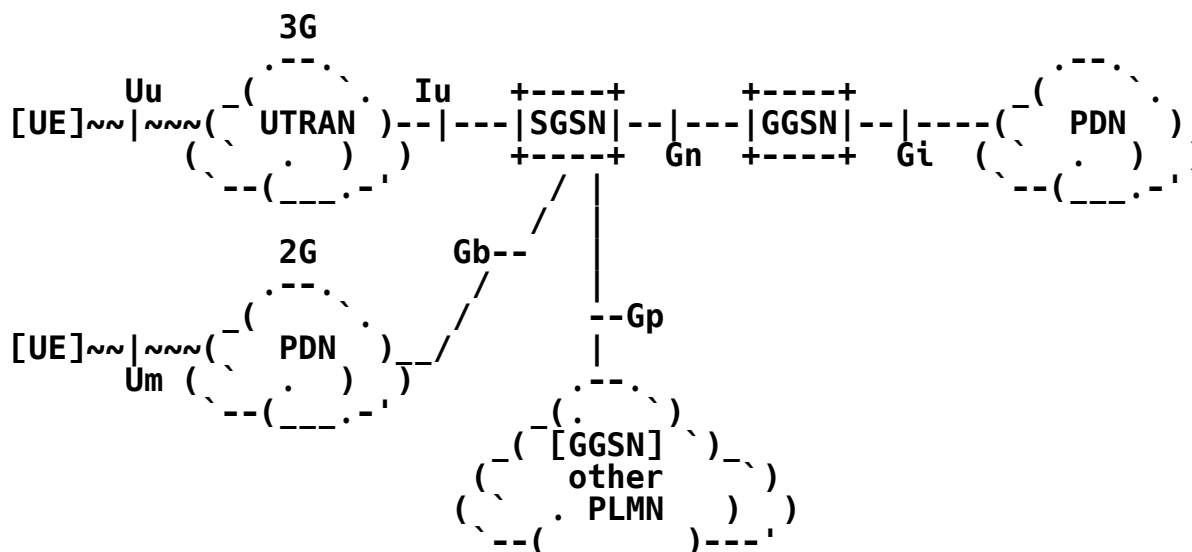 3G
Uu Iu
[UE] UTRAN SGSN GGSN PDN
Gn Gi
2G Gb
Gp
[UE] PDN
Um
[GGSN]
other
PLMN